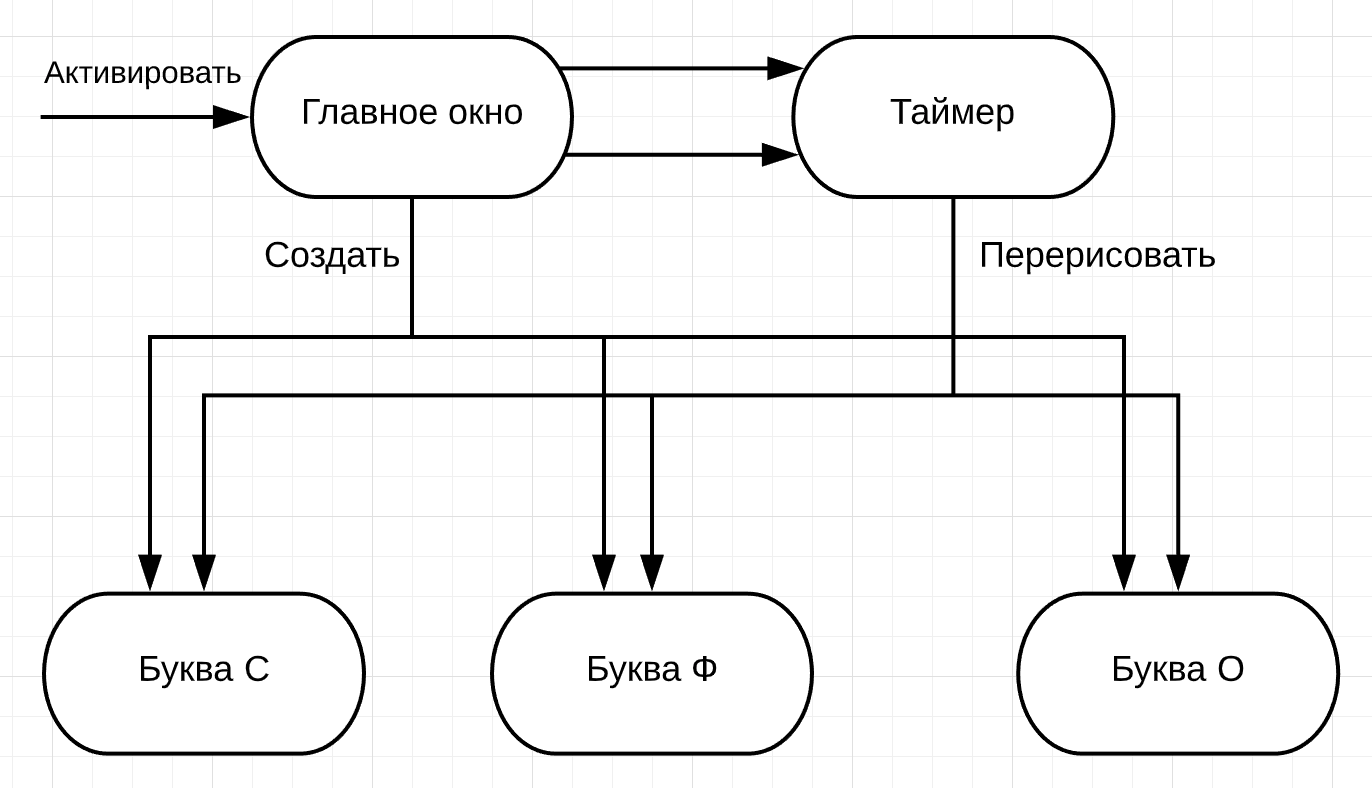 Активировать
Главное окно
Таймер
Создать
Перерисовать
Буква С
Буква Ф
Буква О